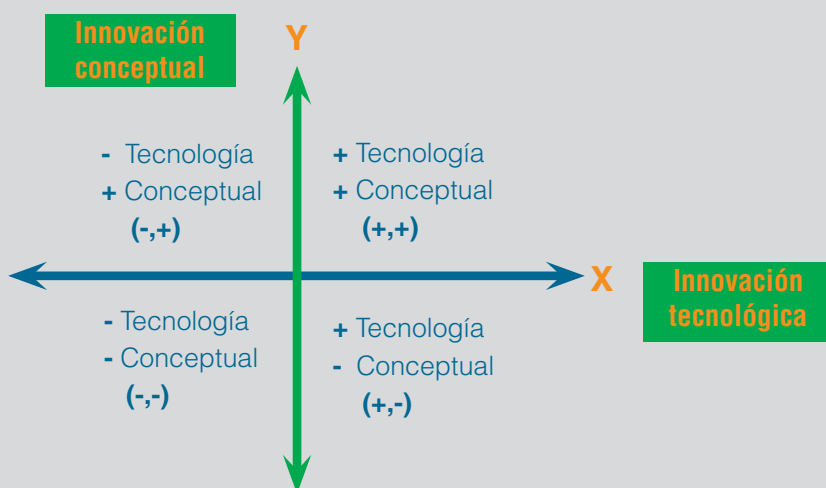 Innovación
conceptual
Y
- Tecnología
+ Conceptual
(-,+)
+ Tecnología
+ Conceptual
(+,+)
X
Innovación
tecnológica
- Tecnología
- Conceptual
(-,-)
+ Tecnología
- Conceptual
(+,-)